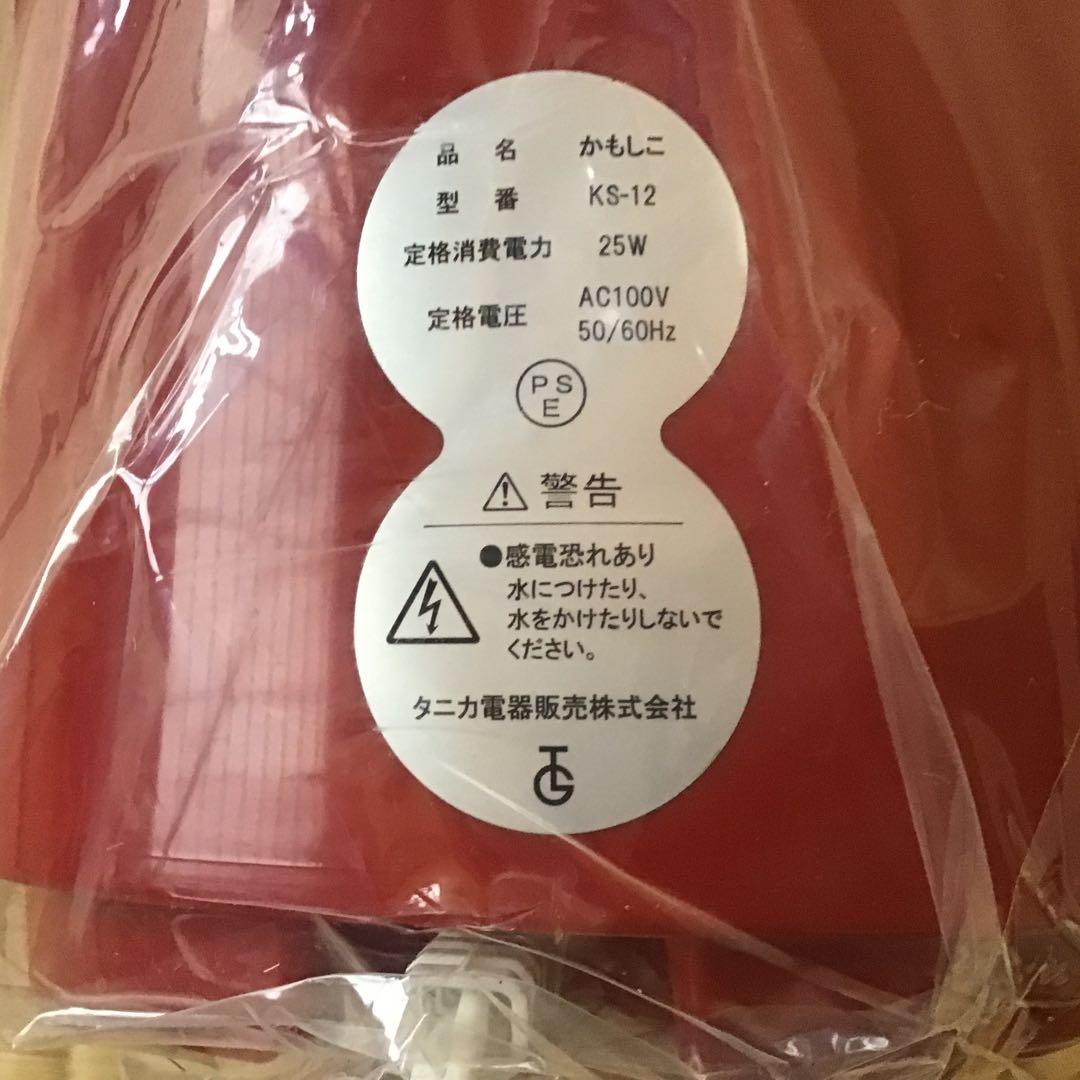 品 名 かもしこ
型 番 KS-12
定格消費電力 25W
定格電圧 AC100V
50/60Hz
PS
E
警告
●感電恐れあり
水につけたり、
水をかけたりしないで
ください。
タニカ電器販売株式会社